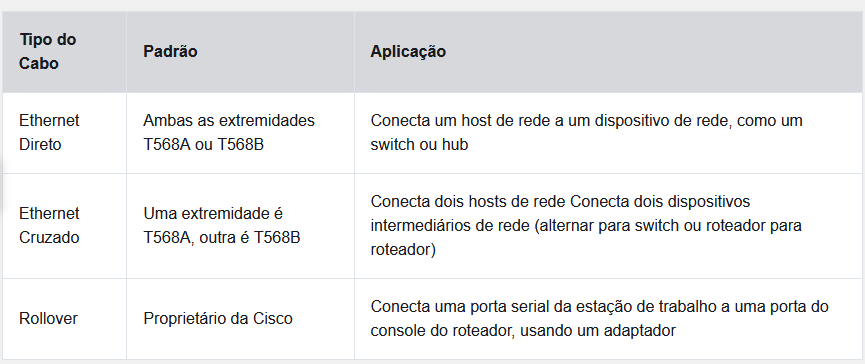 Tipo do
Cabo
Padrão
Aplicação
Ethernet
Direto
Ambas as extremidades
T568A ou T568B
Conecta um host de rede a um dispositivo de rede, como um
switch ou hub
Ethernet
Cruzado
Uma extremidade é
T568A, outra é T568B
Conecta dois hosts de rede Conecta dois dispositivos
intermediários de rede (alternar para switch ou roteador para
roteador)
Rollover
Proprietário da Cisco
Conecta uma porta serial da estação de trabalho a uma porta do
console do roteador, usando um adaptador